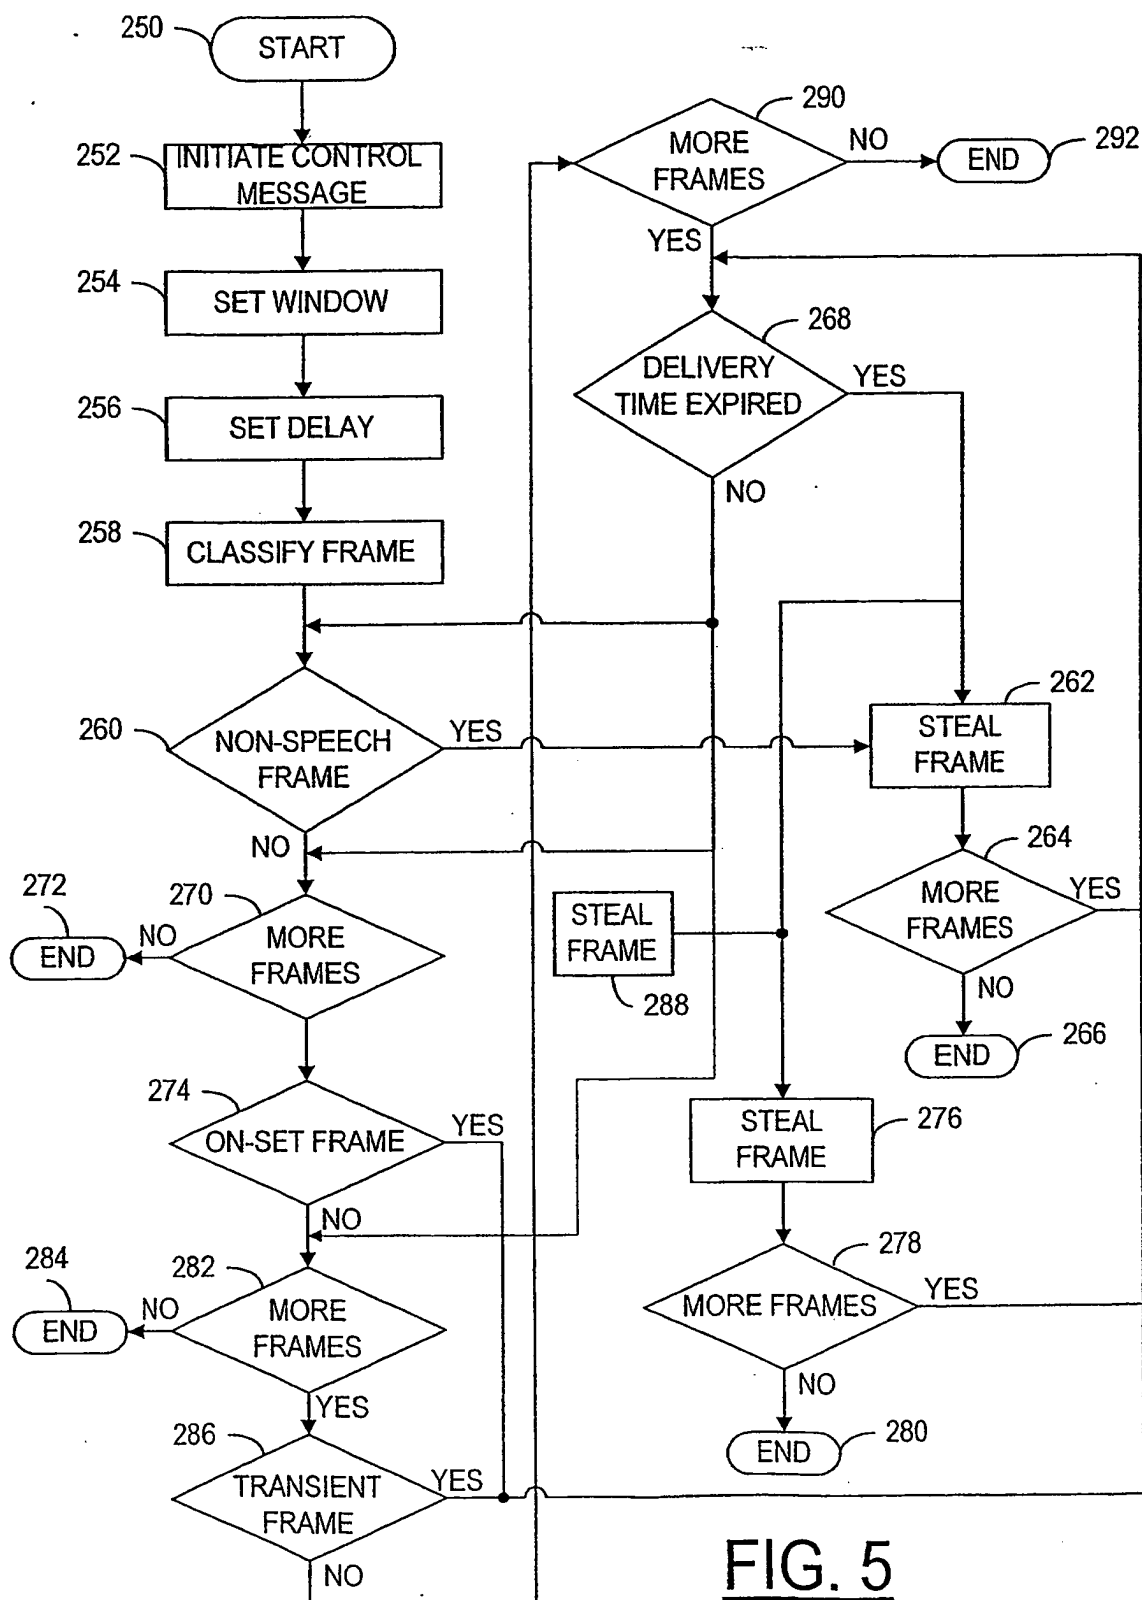 250
START
252
INITIATE CONTROL
MESSAGE
254
SET WINDOW
256
SET DELAY
258
CLASSIFY FRAME
260
NON-SPEECH
FRAME
YES
NO
272
END
NO
270
MORE
FRAMES
274
ON-SET FRAME
YES
NO
284
END
NO
282
MORE
FRAMES
YES
286
TRANSIENT
FRAME
YES
NO
290
MORE
FRAMES
NO
END
292
YES
268
DELIVERY
TIME EXPIRED
YES
NO
262
STEAL
FRAME
264
MORE
FRAMES
YES
NO
END
266
STEAL
FRAME
288
STEAL
FRAME
276
278
MORE FRAMES
YES
NO
END
280
FIG. 5